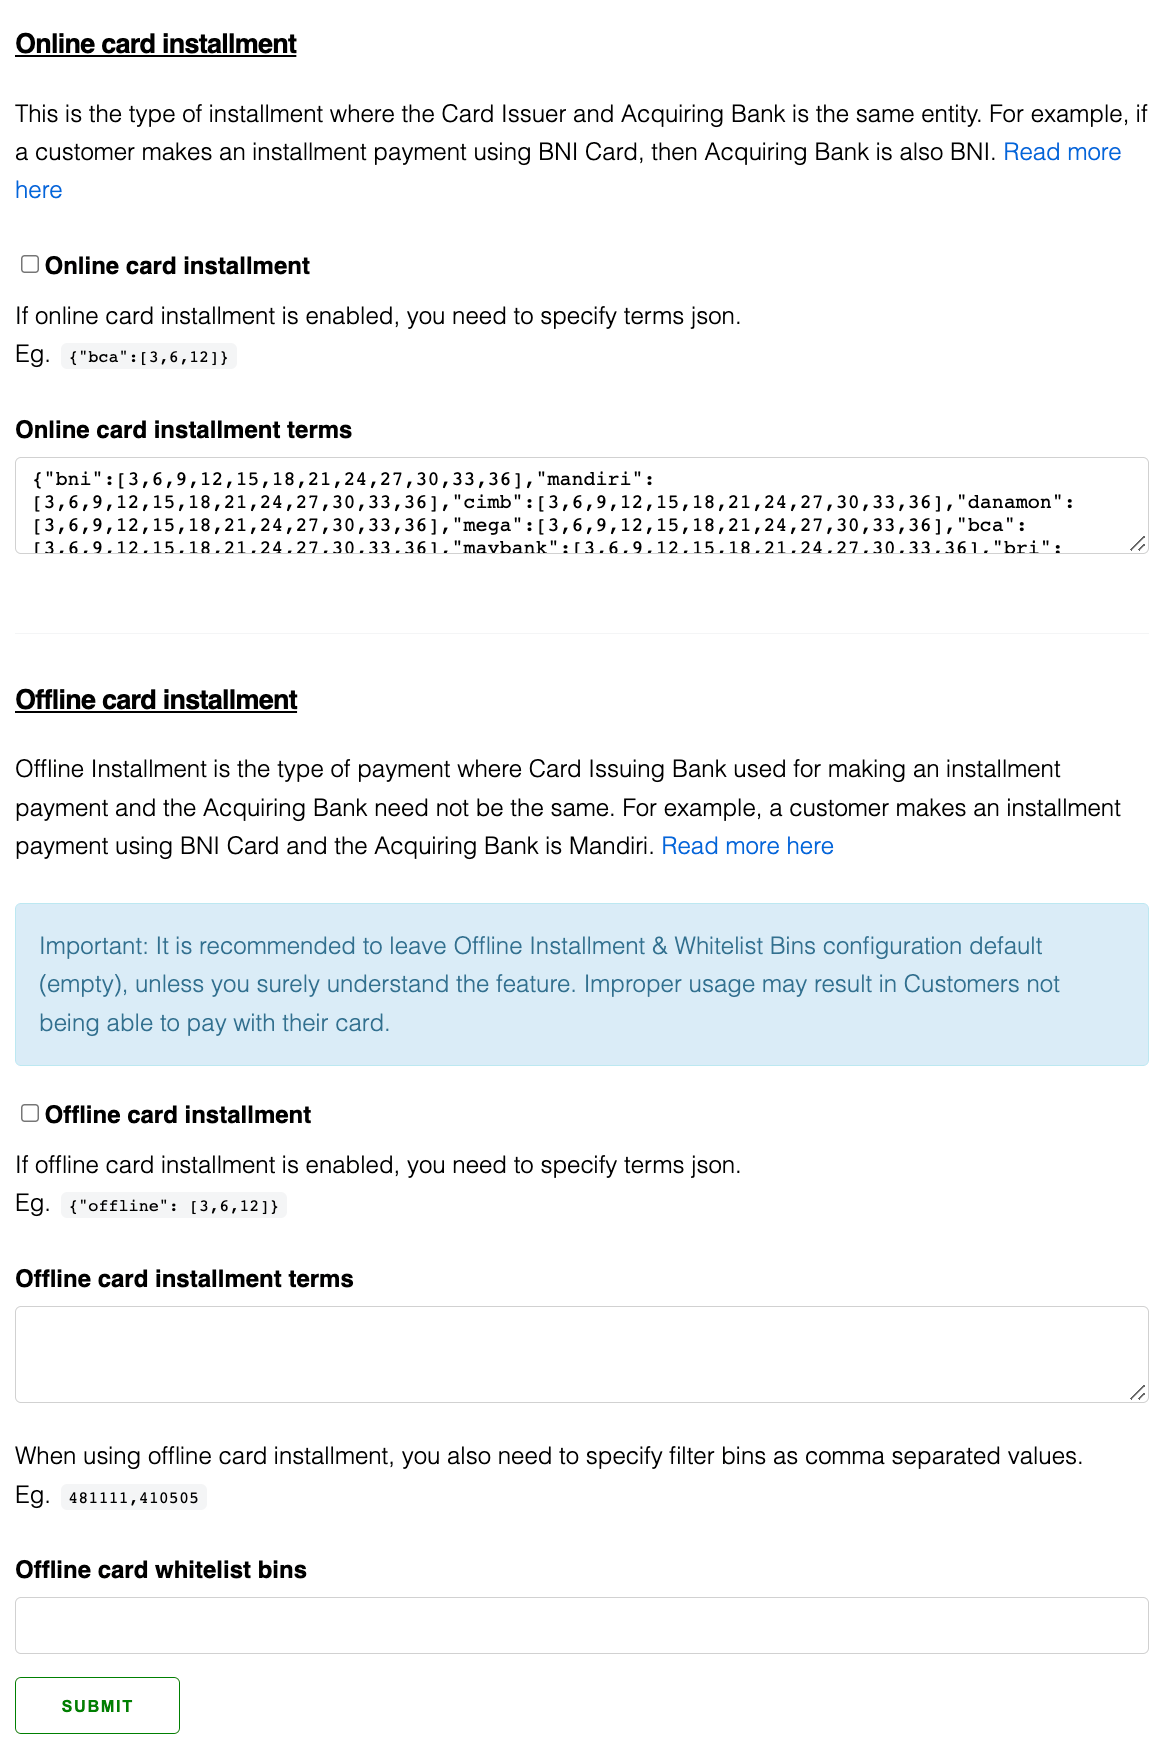 Online card installment
This is the type of installment where the Card Issuer and Acquiring Bank is the same entity. For example, if
a customer makes an installment payment using BNI Card, then Acquiring Bank is also BNI. Read more
here
Online card installment
If online card installment is enabled, you need to specify terms json.
Eg. {"bca":[3,6,12]}
Online card installment terms
{"bni":[3,6,9,12,15,18,21,24,27,30,33,36],"mandiri":
[3,6,9,12,15,18,21,24,27,30,33,36],"cimb":[3,6,9,12,15,18,21,24,27,30,33,36],"danamon":
[3,6,9,12,15,18,21,24,27,30,33,36],"mega":[3,6,9,12,15,18,21,24,27,30,33,36],"bca":
[3,6,9,12,15,18,21,24,27,30,33,36],"maybank":[3,6,9,12,15,18,21,24,27,30,33,36],"bri":
Offline card installment
Offline Installment is the type of payment where Card Issuing Bank used for making an installment
payment and the Acquiring Bank need not be the same. For example, a customer makes an installment
payment using BNI Card and the Acquiring Bank is Mandiri. Read more here
Important: It is recommended to leave Offline Installment & Whitelist Bins configuration default
(empty), unless you surely understand the feature. Improper usage may result in Customers not
being able to pay with their card.
Offline card installment
If offline card installment is enabled, you need to specify terms json.
Eg. {"offline": [3,6,12]}
Offline card installment terms
When using offline card installment, you also need to specify filter bins as comma separated values.
Eg. 481111,410505
Offline card whitelist bins
SUBMIT